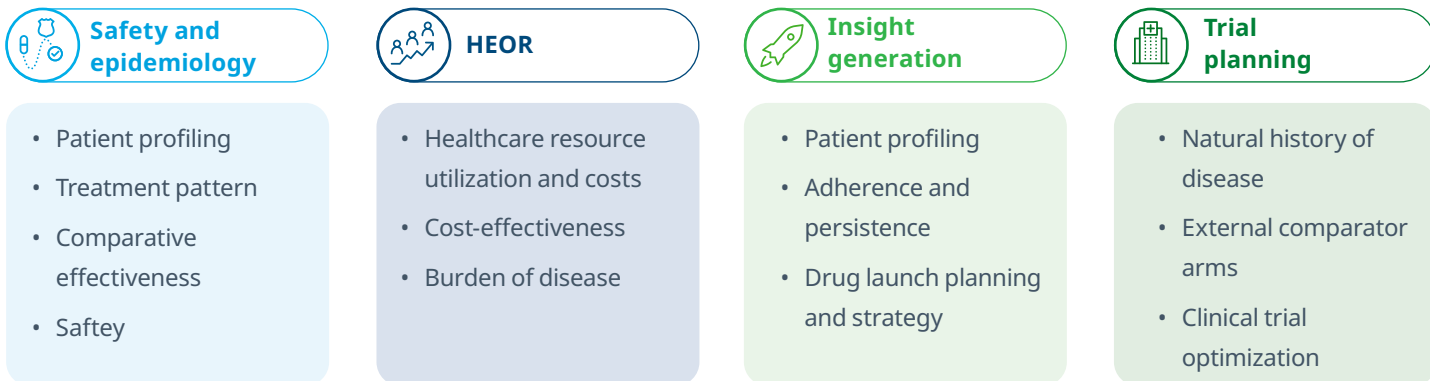 Safety and
epidemiology
• Patient profiling
• Treatment pattern
• Comparative
effectiveness
• Saftey
HEOR
• Healthcare resource
utilization and costs
• Cost-effectiveness
• Burden of disease
Insight
generation
• Patient profiling
• Adherence and
persistence
• Drug launch planning
and strategy
Trial
planning
• Natural history of
disease
• External comparator
arms
• Clinical trial
optimization